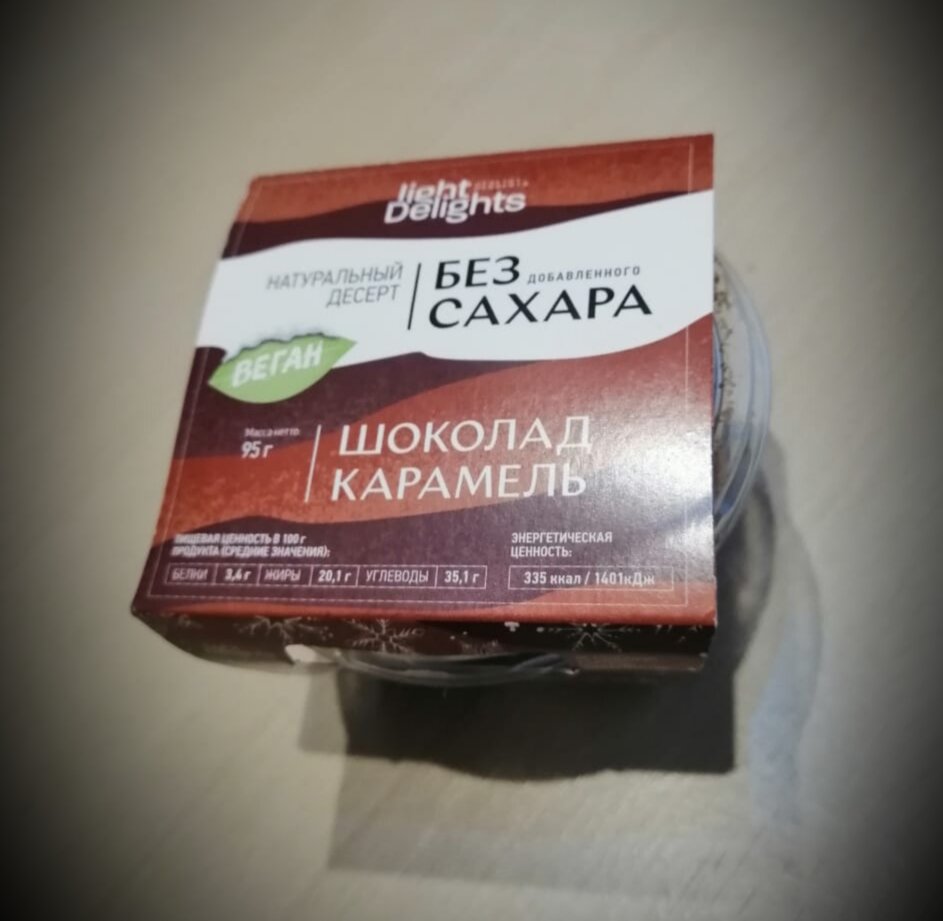 light
Delights
НАТУРАЛЬНЫЙ
ДЕСЕРТ
БЕЗ ДОБАВЛЕННОГО
САХАРА
ВЕГАН
Масса нетто:
95 г
ШОКОЛАД
КАРАМЕЛЬ
ПИЩЕВАЯ ЦЕННОСТЬ В 100 г
ПРОДУКТА (СРЕДНИЕ ЗНАЧЕНИЯ):
БЕЛКИ 3,4 г ЖИРЫ 20,1 г УГЛЕВОДЫ 35,1 г
ЭНЕРГЕТИЧЕСКАЯ
ЦЕННОСТЬ:
335 ккал / 1401кДж